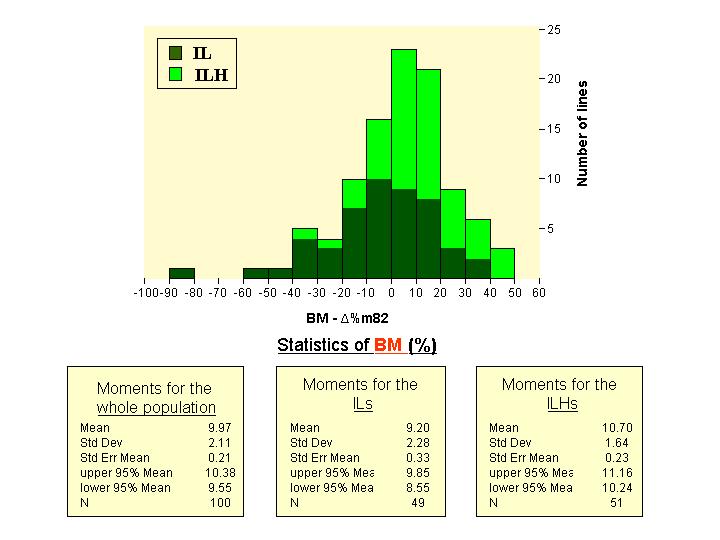 IL
ILH
25
20
15
10
5
Number of lines
-100 -90 -80 -70 -60 -50 -40 -30 -20 -10 0 10 20 30 40 50 60
BM - Δ%m82
Statistics of BM (%)
Moments for the
whole population
Mean 9.97
Std Dev 2.11
Std Err Mean 0.21
upper 95% Mean 10.38
lower 95% Mean 9.55
N 100
Moments for the
ILs
Mean 9.20
Std Dev 2.28
Std Err Mean 0.33
upper 95% Mea 9.85
lower 95% Mea 8.55
N 49
Moments for the
ILHs
Mean 10.70
Std Dev 1.64
Std Err Mean 0.23
upper 95% Mea 11.16
lower 95% Mea 10.24
N 51